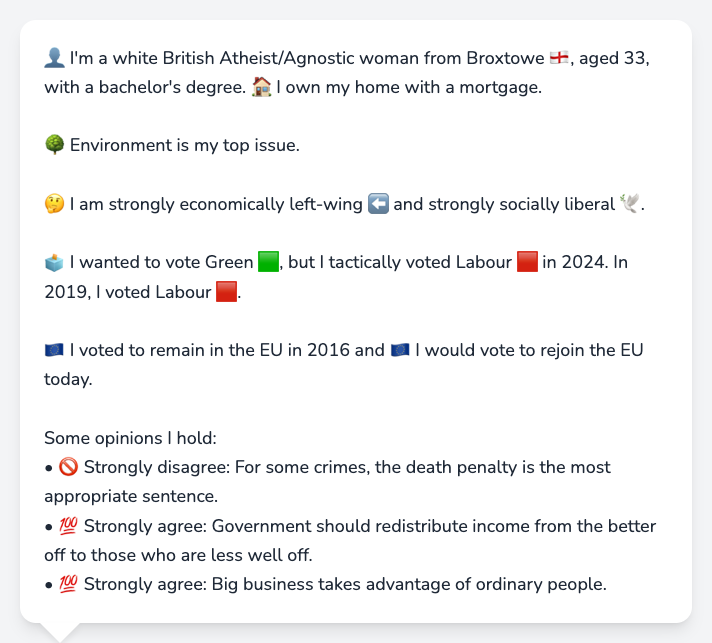 👤 I'm a white British Atheist/Agnostic woman from Broxtowe 🏴󠁧󠁢󠁥󠁮󠁧󠁿, aged 33,
with a bachelor's degree. 🏠 I own my home with a mortgage.
🌳 Environment is my top issue.
🤔 I am strongly economically left-wing ⬅️ and strongly socially liberal 🕊️.
🗳️ I wanted to vote Green 🟩, but I tactically voted Labour 🟥 in 2024. In
2019, I voted Labour 🟥.
🇪🇺 I voted to remain in the EU in 2016 and 🇪🇺 I would vote to rejoin the EU
today.
Some opinions I hold:
• 🚫 Strongly disagree: For some crimes, the death penalty is the most
appropriate sentence.
• 💯 Strongly agree: Government should redistribute income from the better
off to those who are less well off.
• 💯 Strongly agree: Big business takes advantage of ordinary people.